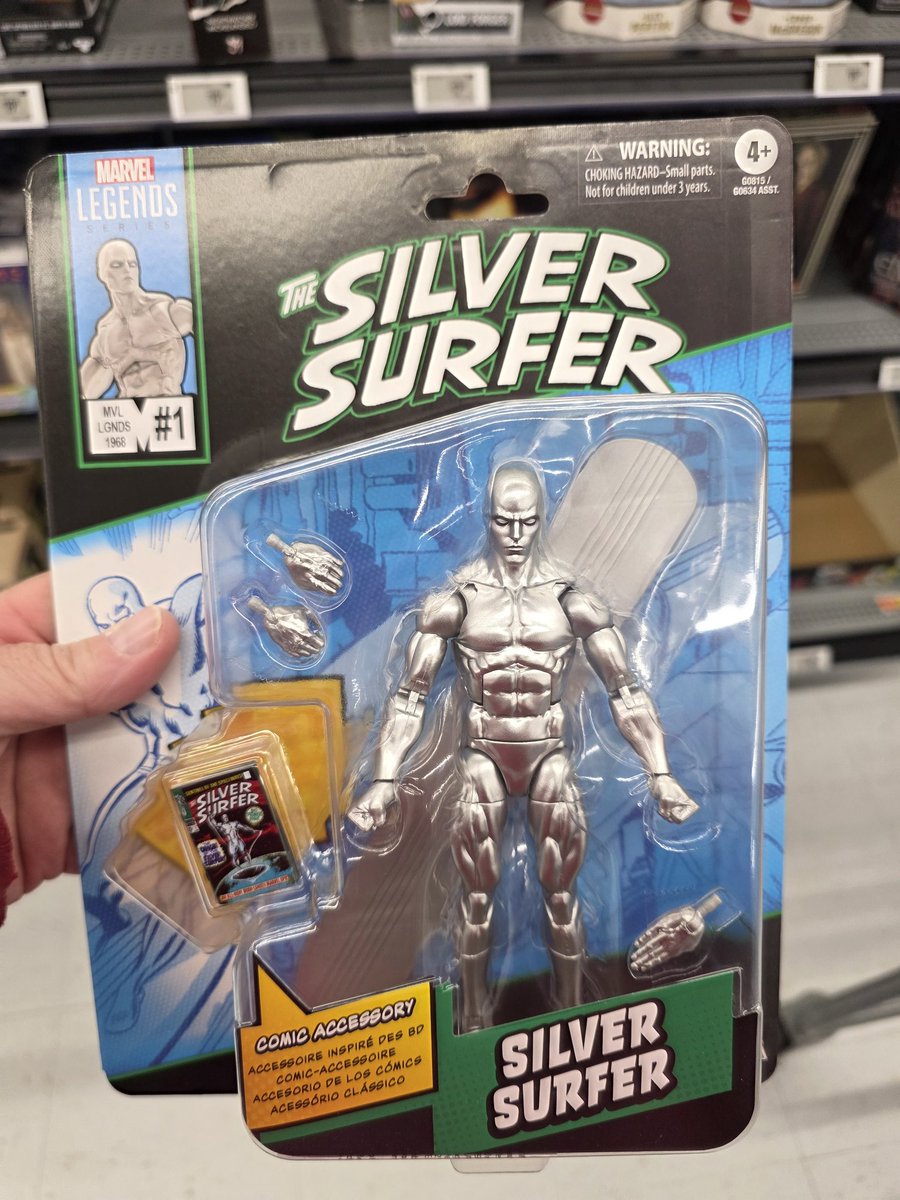 MARVEL
LEGENDS
SERIES
MVL
LGNDS
1968
#1
WARNING:
CHOKING HAZARD–Small parts.
Not for children under 3 years.
4+
G0815 /
G0634 ASST.
THE SILVER
SURFER
SILVER
SURFER
COMIC ACCESSORY
ACCESSOIRE INSPIRÉ DES BD
COMIC-ACCESSOIRE
ACCESORIO DE LOS CÓMICS
ACESSÓRIO CLÁSSICO
SILVER
SURFER